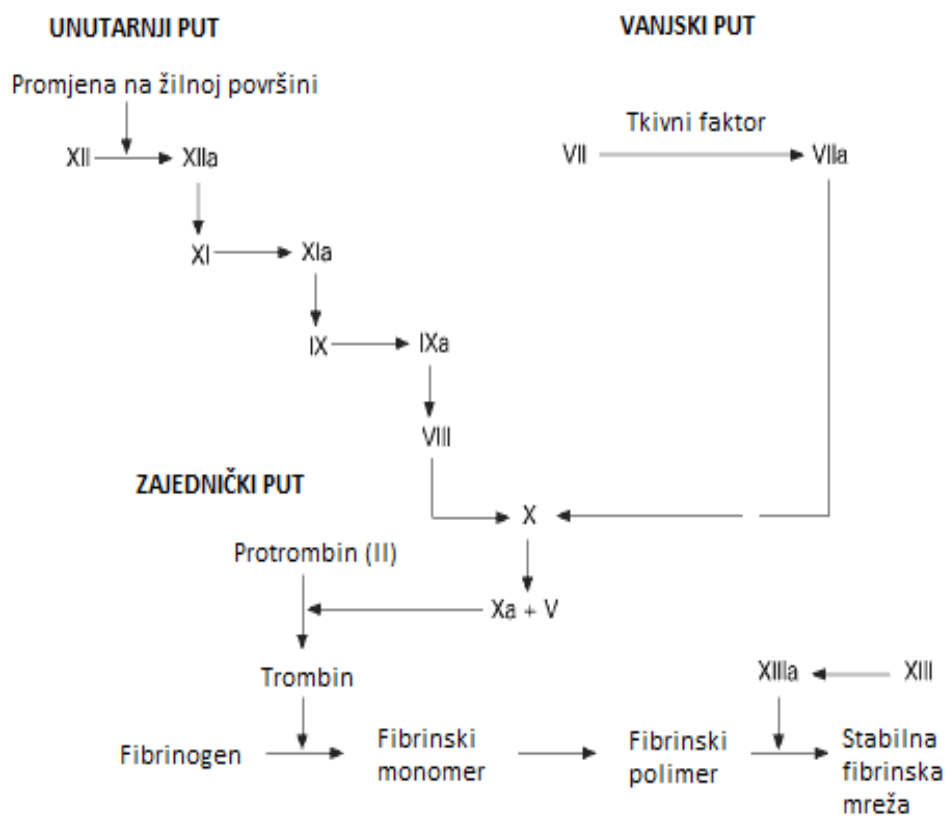 UNUTARNJI PUT
VANJSKI PUT
Promjena na žilnoj površini
Tkivni faktor
XII
XIIa
VII
VIIa
XI
XIa
IX
IXa
VIII
ZAJEDNIČKI PUT
X
Protrombin (II)
Xa + V
Trombin
XIIIa
XIII
Fibrinogen
Fibrinski
monomer
Fibrinski
polimer
Stabilna
fibrinska
mreža